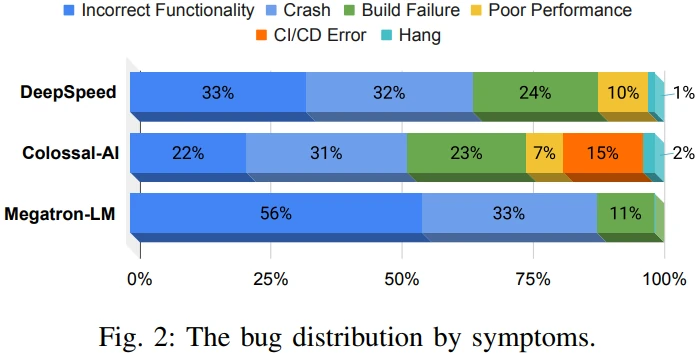 Incorrect Functionality Crash Build Failure Poor Performance
CI/CD Error Hang
DeepSpeed 33% 32% 24% 10% 1%
Colossal-AI 22% 31% 23% 7% 15% 2%
Megatron-LM 56% 33% 11%
0% 25% 50% 75% 100%
Fig. 2: The bug distribution by symptoms.